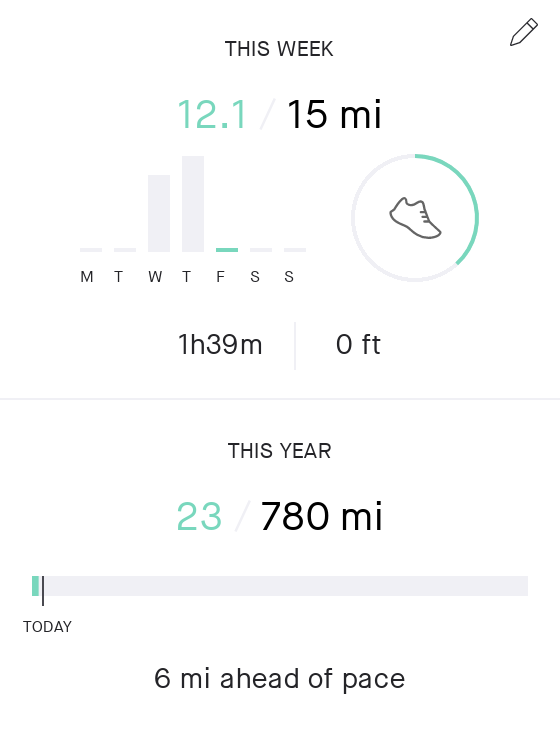 THIS WEEK
12.1 / 15 mi
M T W T F S S
1h39m 0 ft
THIS YEAR
23 / 780 mi
TODAY
6 mi ahead of pace